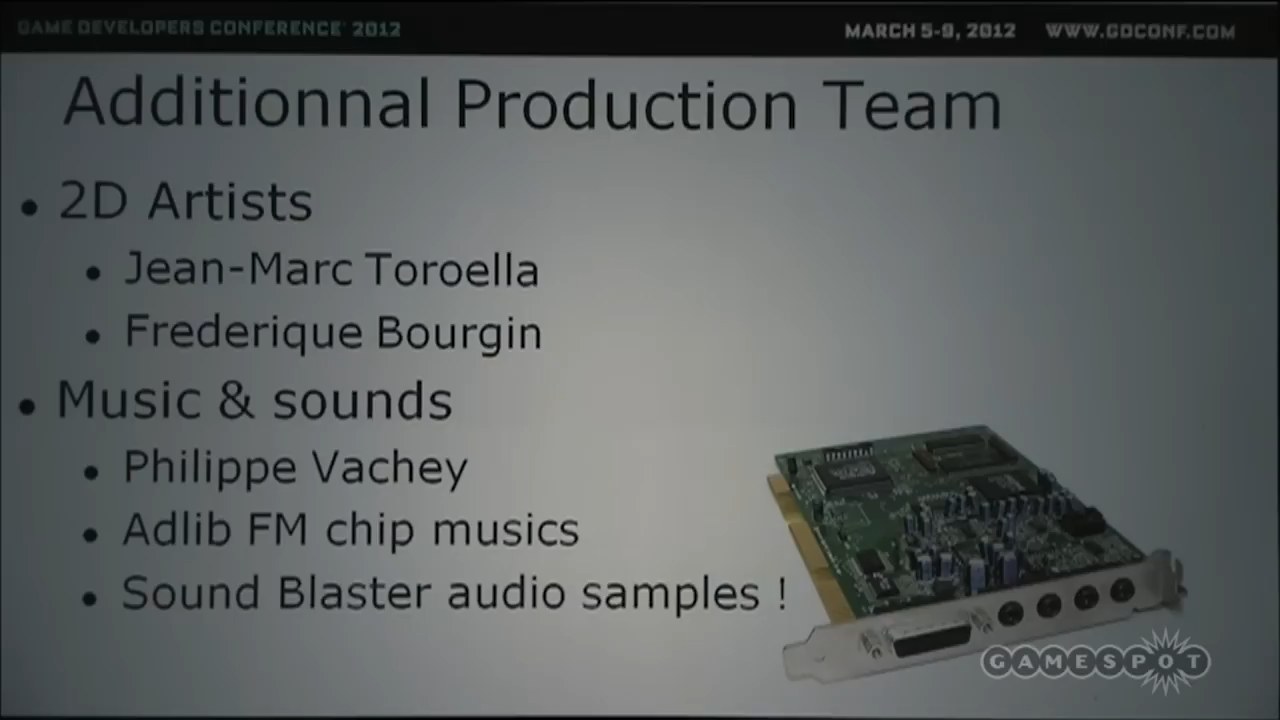 GAME DEVELOPERS CONFERENCE 2012
MARCH 5-9, 2012 WWW.GDCONF.COM
Additionnal Production Team
• 2D Artists
• Jean-Marc Toroella
• Frederique Bourgin
• Music & sounds
• Philippe Vachey
• Adlib FM chip musics
• Sound Blaster audio samples !
GAMESPOT